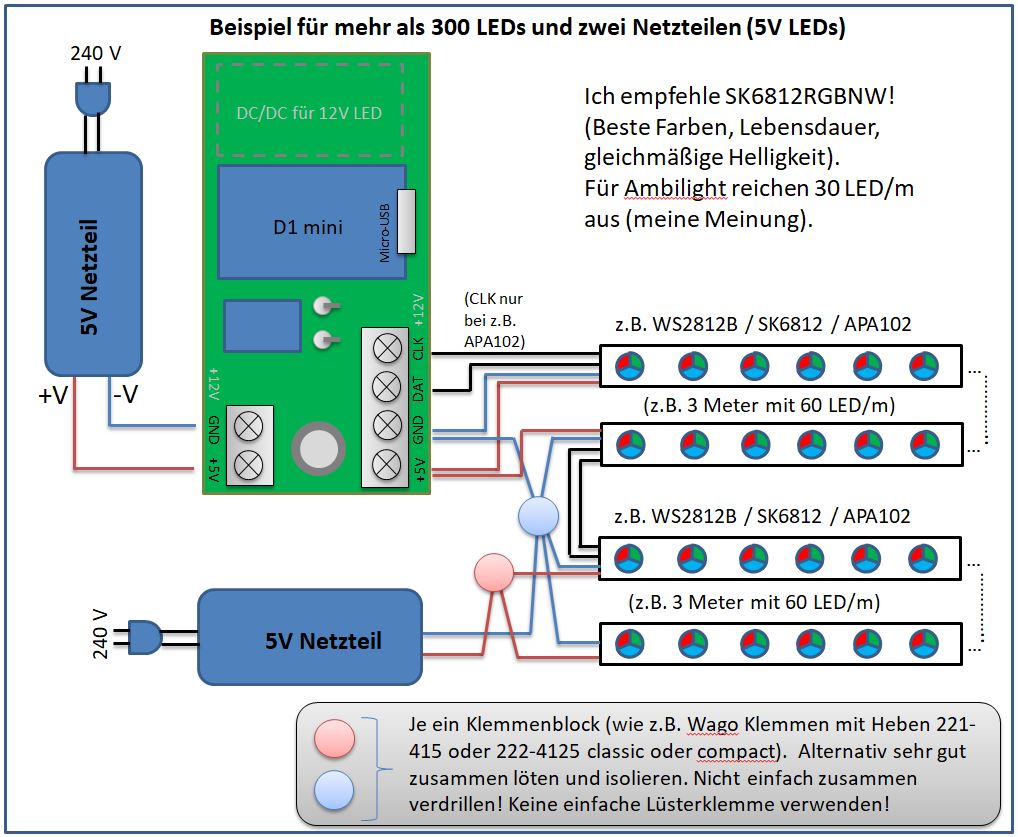 Beispiel für mehr als 300 LEDs und zwei Netzteilen (5V LEDs)
240 V
5V Netzteil
+V
-V
DC/DC für 12V LED
D1 mini
Micro-USB
+12V
GND
+5V
+12V
CLK
DAT
GND
+5V
Ich empfehle SK6812RGBNW!
(Beste Farben, Lebensdauer,
gleichmäßige Helligkeit).
Für Ambilight reichen 30 LED/m
aus (meine Meinung).
(CLK nur
bei z.B.
APA102)
z.B. WS2812B / SK6812 / APA102
...
(z.B. 3 Meter mit 60 LED/m)
...
z.B. WS2812B / SK6812 / APA102
...
(z.B. 3 Meter mit 60 LED/m)
...
240 V
5V Netzteil
Je ein Klemmenblock (wie z.B. Wago Klemmen mit Heben 221-
415 oder 222-4125 classic oder compact). Alternativ sehr gut
zusammen löten und isolieren. Nicht einfach zusammen
verdrillen! Keine einfache Lüsterklemme verwenden!